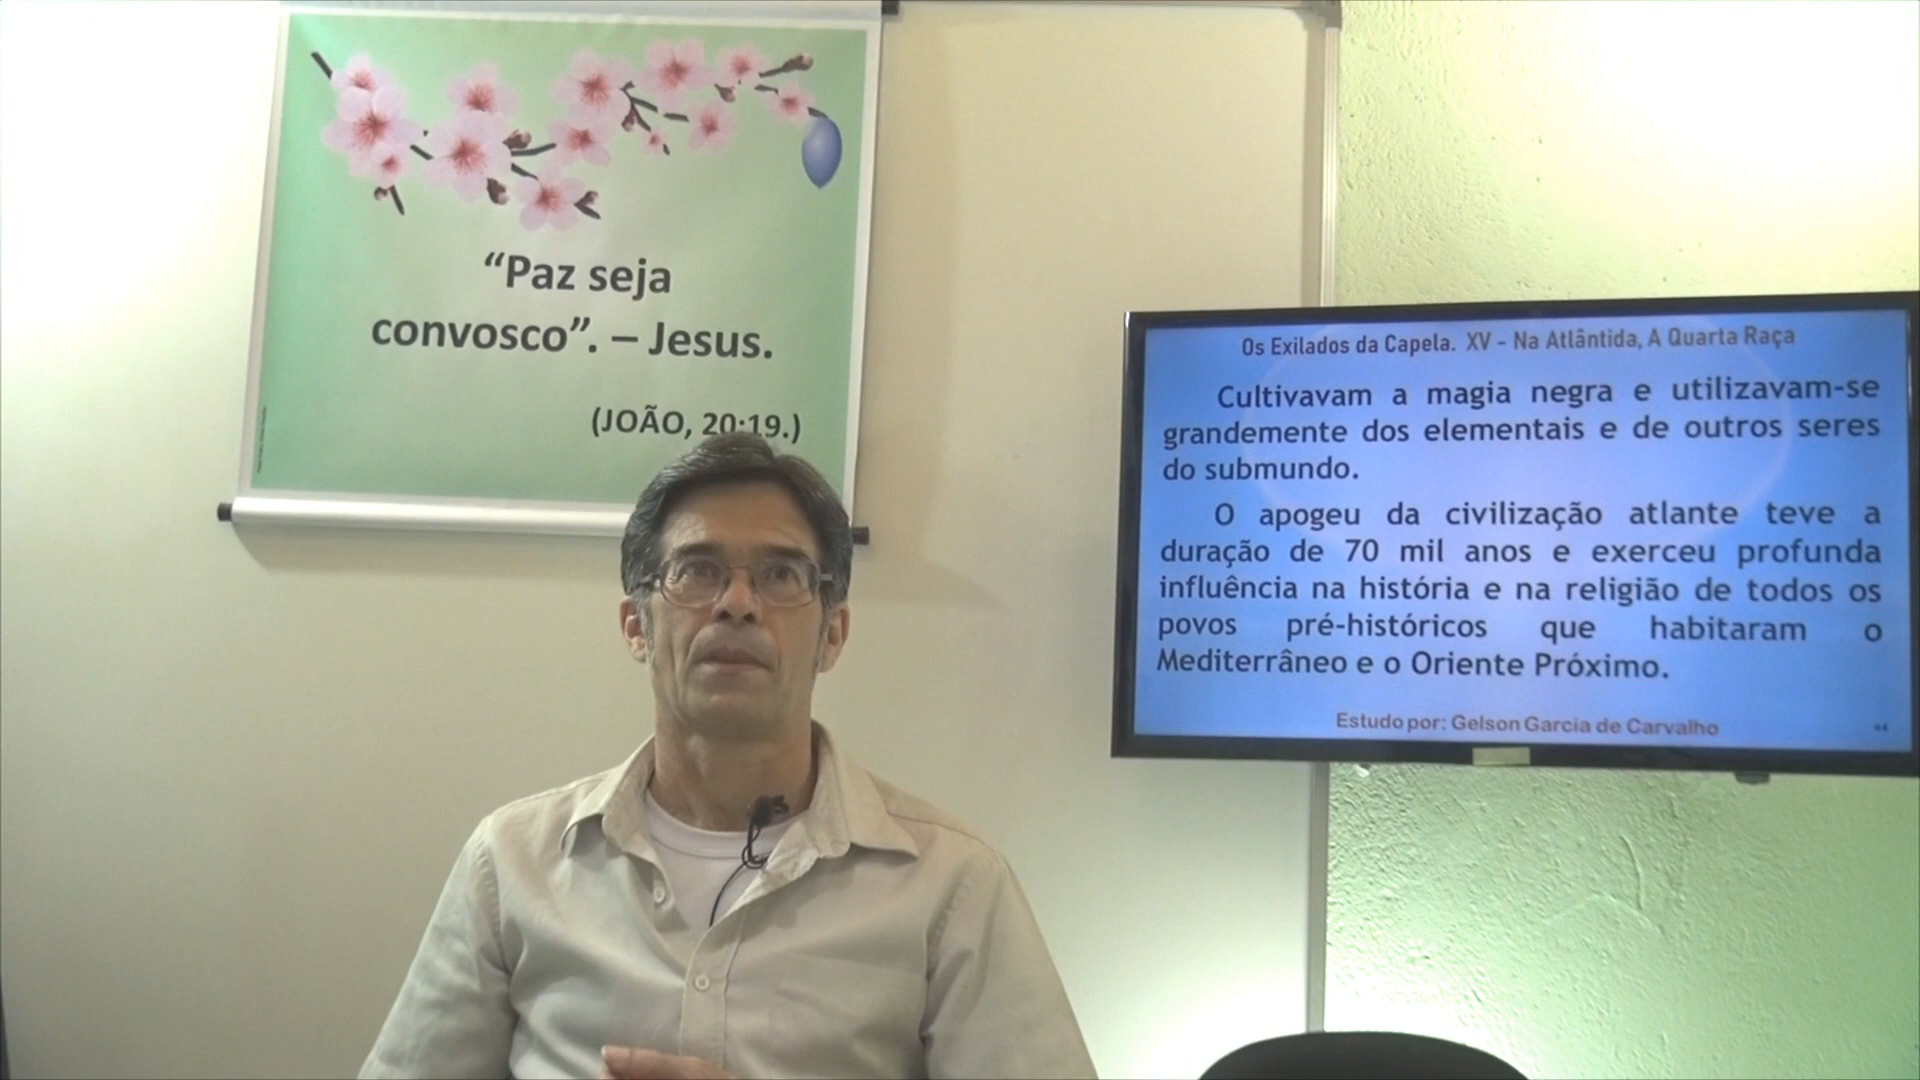 “Paz seja
convosco”. – Jesus.
(JOÃO, 20:19.)
Os Exilados da Capela. XV - Na Atlântida, A Quarta Raça
Cultivavam a magia negra e utilizavam-se
grandemente dos elementais e de outros seres
do submundo.
O apogeu da civilização atlante teve a
duração de 70 mil anos e exerceu profunda
influência na história e na religião de todos os
povos pré-históricos que habitaram o
Mediterrâneo e o Oriente Próximo.
Estudo por: Gelson Garcia de Carvalho